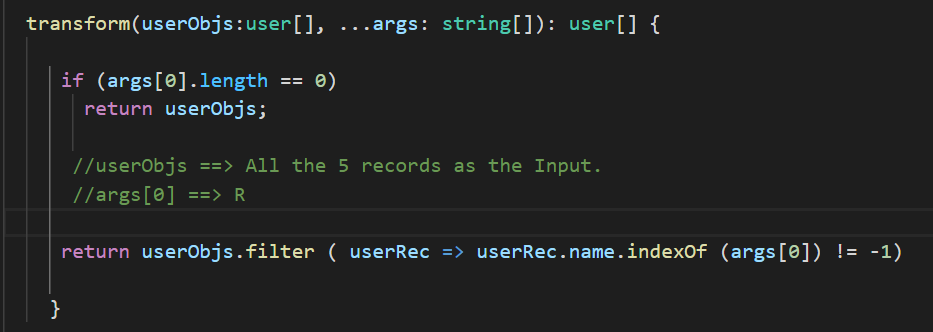 transform(userObjs:user[], ...args: string[]): user[] {
if (args[0].length == 0)
return userObjs;
//userObjs ==> All the 5 records as the Input.
//args[0] ==> R
return userObjs.filter ( userRec => userRec.name.indexOf (args[0]) != -1)
}